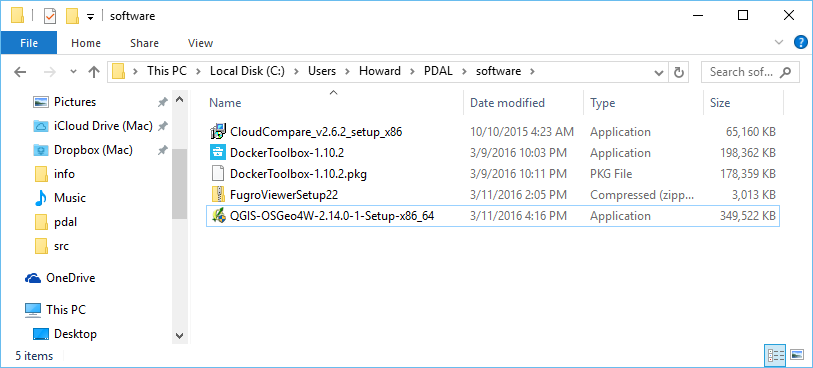 software
File Home Share View
This PC Local Disk (C:) Users Howard PDAL software Search sof...
Name Date modified Type Size
Pictures
iCloud Drive (Mac)
Dropbox (Mac)
info
Music
pdal
src
OneDrive
This PC
Desktop
CloudCompare_v2.6.2_setup_x86 10/10/2015 4:23 AM Application 65,160 KB
DockerToolbox-1.10.2 3/9/2016 10:03 PM Application 198,362 KB
DockerToolbox-1.10.2.pkg 3/9/2016 10:11 PM PKG File 178,359 KB
FugroViewerSetup22 3/11/2016 2:05 PM Compressed (zipp... 3,013 KB
QGIS-OSGeo4W-2.14.0-1-Setup-x86_64 3/11/2016 4:16 PM Application 349,522 KB
5 items